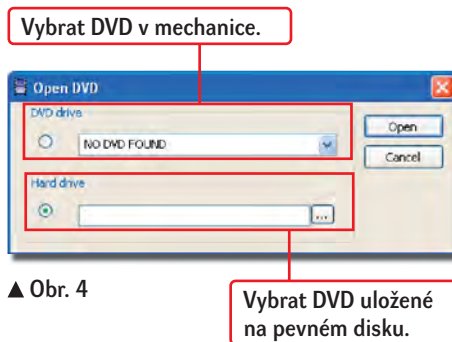 Vybrat DVD v mechanice.
Open DVD
DVD drive
NO DVD FOUND
Open
Cancel
Hard drive
...
▲ Obr. 4
Vybrat DVD uložené
na pevném disku.